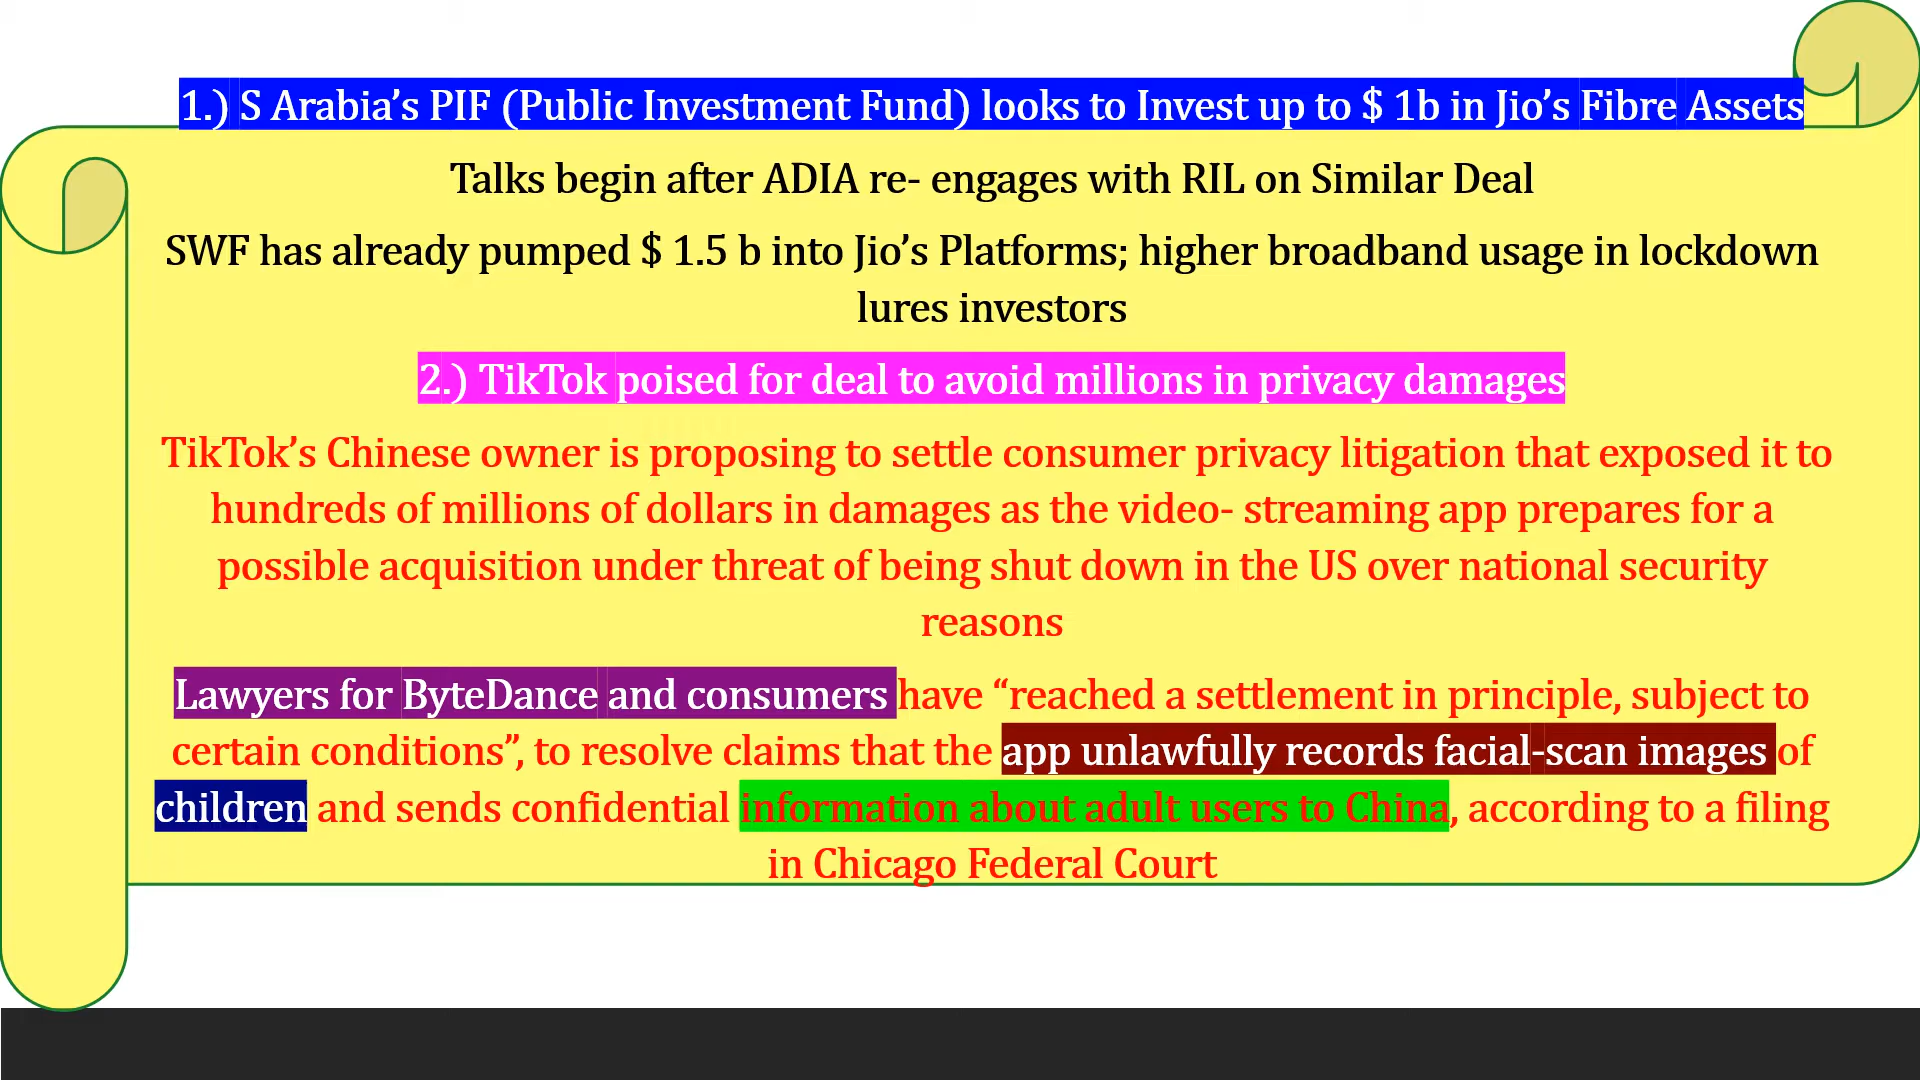 1.) S Arabia’s PIF (Public Investment Fund) looks to Invest up to $ 1b in Jio’s Fibre Assets
Talks begin after ADIA re- engages with RIL on Similar Deal
SWF has already pumped $ 1.5 b into Jio’s Platforms; higher broadband usage in lockdown
lures investors
2.) TikTok poised for deal to avoid millions in privacy damages
TikTok’s Chinese owner is proposing to settle consumer privacy litigation that exposed it to
hundreds of millions of dollars in damages as the video- streaming app prepares for a
possible acquisition under threat of being shut down in the US over national security
reasons
Lawyers for ByteDance and consumers have “reached a settlement in principle, subject to
certain conditions”, to resolve claims that the app unlawfully records facial-scan images of
children and sends confidential information about adult users to China, according to a filing
in Chicago Federal Court